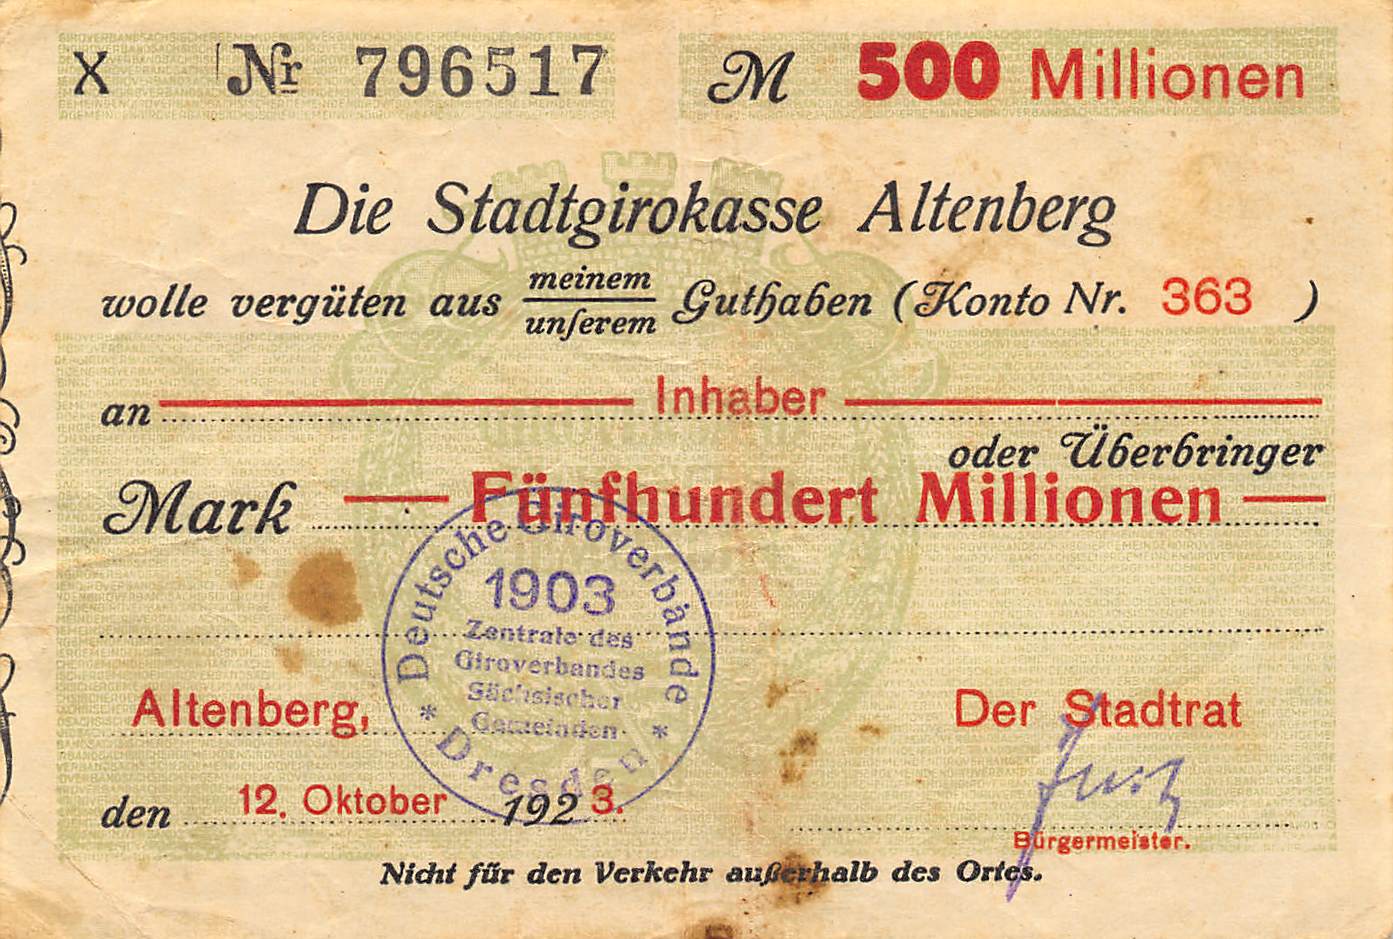 X Nr 796517 M 500 Millionen
Die Stadtgirokasse Altenberg
wolle vergüten aus meinem
unserem Guthaben (Konto Nr. 363 )
an Inhaber
oder Überbringer
Mark Fünfhundert Millionen
Deutsche Giroverbände
1903
Zentrale des
Giroverbandes
Sächsischer
Gemeinden
* Dresden *
Altenberg, Der Stadtrat
den 12. Oktober 1923.
Bürgermeister.
Nicht für den Verkehr außerhalb des Ortes.